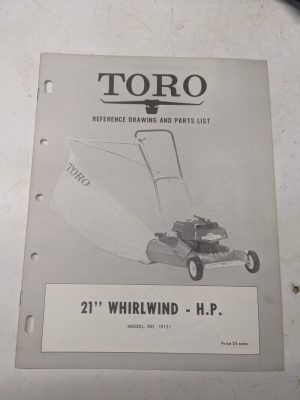 TORO
REFERENCE DRAWING AND PARTS LIST
TORO
21" WHIRLWIND - H.P.
MODEL NO. 19121
Price 25 cents